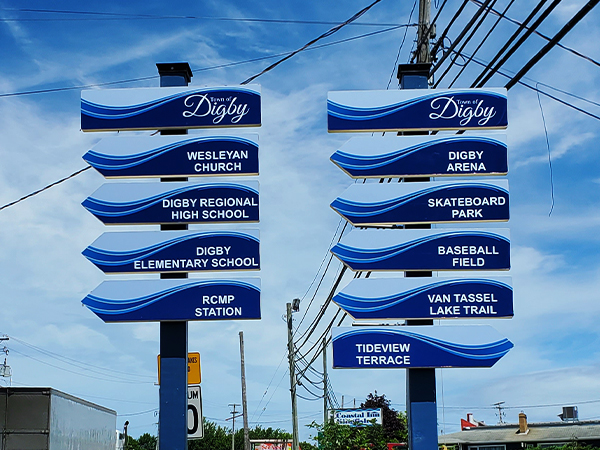 Town of
Digby
WESLEYAN
CHURCH
DIGBY REGIONAL
HIGH SCHOOL
DIGBY
ELEMENTARY SCHOOL
RCMP
STATION
Town of
Digby
DIGBY
ARENA
SKATEBOARD
PARK
BASEBALL
FIELD
VAN TASSEL
LAKE TRAIL
TIDEVIEW
TERRACE
Coastal Inn